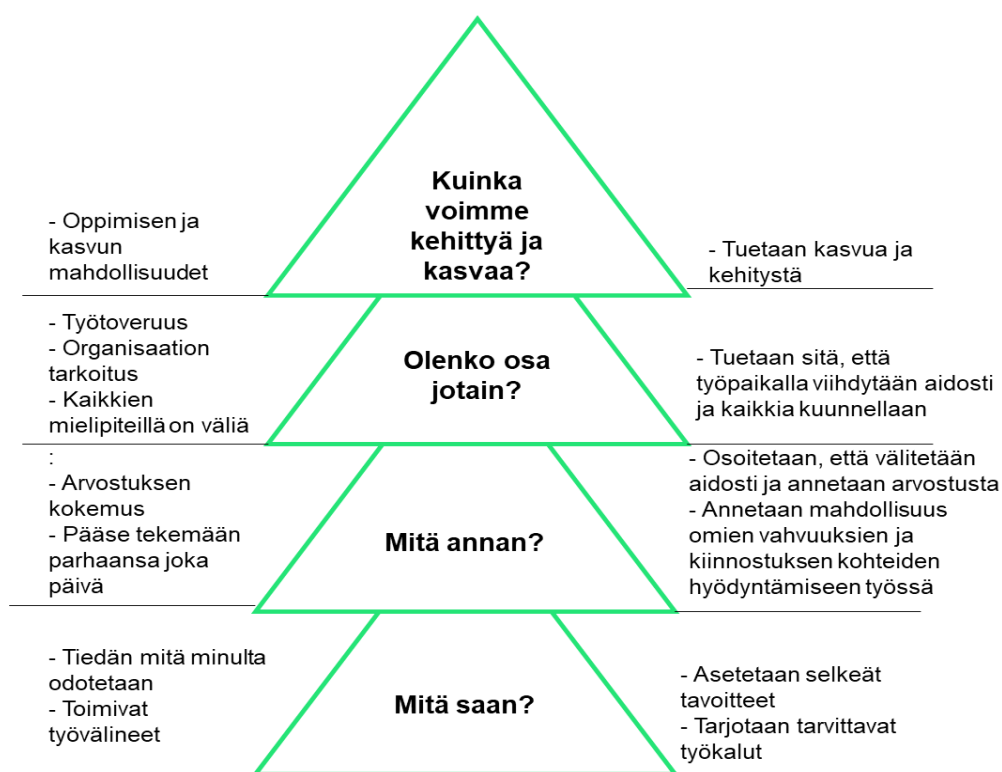 Kuinka
voimme
kehittyä ja
kasvaa?
- Oppimisen ja
kasvun
mahdollisuudet
- Tuetaan kasvua ja
kehitystä
Olenko osa
jotain?
- Työtoveruus
- Organisaation
tarkoitus
- Kaikkien
mielipiteillä on väliä
- Tuetaan sitä, että
työpaikalla viihdytään aidosti
ja kaikkia kuunnellaan
Mitä annan?
:
- Arvostuksen
kokemus
- Pääse tekemään
parhaansa joka
päivä
- Osoitetaan, että välitetään
aidosti ja annetaan arvostusta
- Annetaan mahdollisuus
omien vahvuuksien ja
kiinnostuksen kohteiden
hyödyntämiseen työssä
Mitä saan?
- Tiedän mitä minulta
odotetaan
- Toimivat
työvälineet
- Asetetaan selkeät
tavoitteet
- Tarjotaan tarvittavat
työkalut